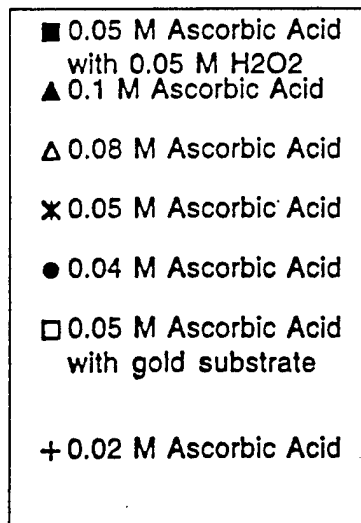 ■ 0.05 M Ascorbic Acid
with 0.05 M H2O2
▲ 0.1 M Ascorbic Acid
△ 0.08 M Ascorbic Acid
✕ 0.05 M Ascorbic Acid
● 0.04 M Ascorbic Acid
□ 0.05 M Ascorbic Acid
with gold substrate
+ 0.02 M Ascorbic Acid